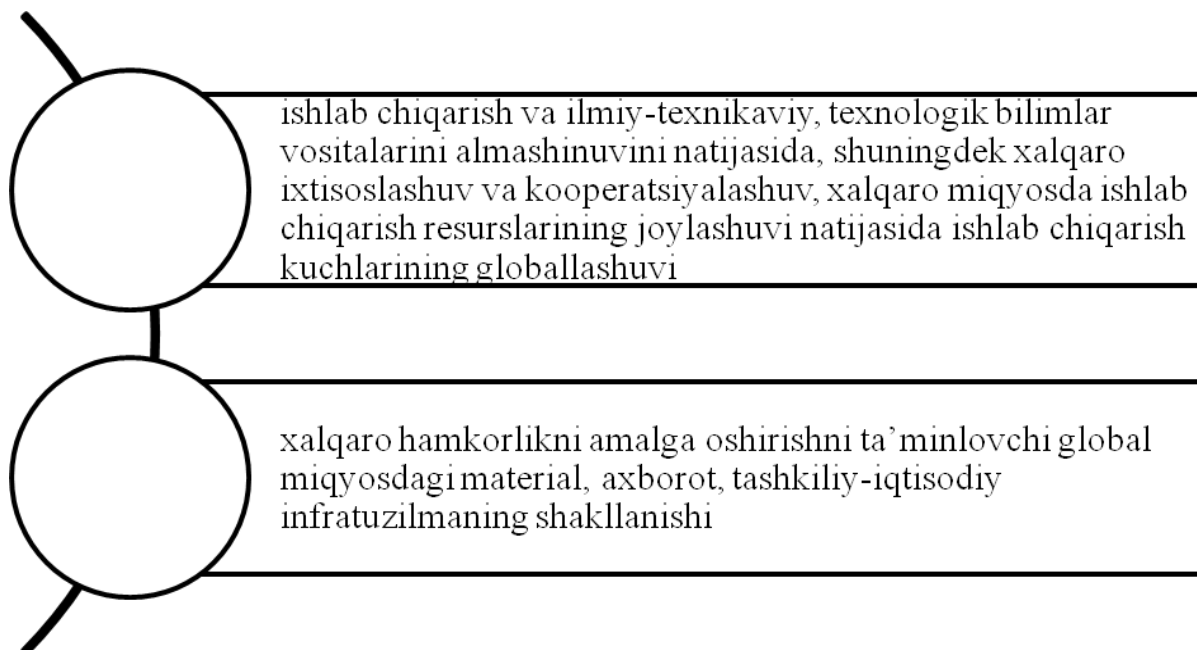 ishlab chiqarish va ilmiy-texnikaviy, texnologik bilimlar
vositalarini almashinuvini natijasida, shuningdek xalqaro
ixtisoslashuv va kooperatsiyalashuv, xalqaro miqyosda ishlab
chiqarish resurslarining joylashuvi natijasida ishlab chiqarish
kuchlarining globallashuvi
xalqaro hamkorlikni amalga oshirishni ta’minlovchi global
miqyosdagi material, axborot, tashkiliy-iqtisodiy
infratuzilmaning shakllanishi